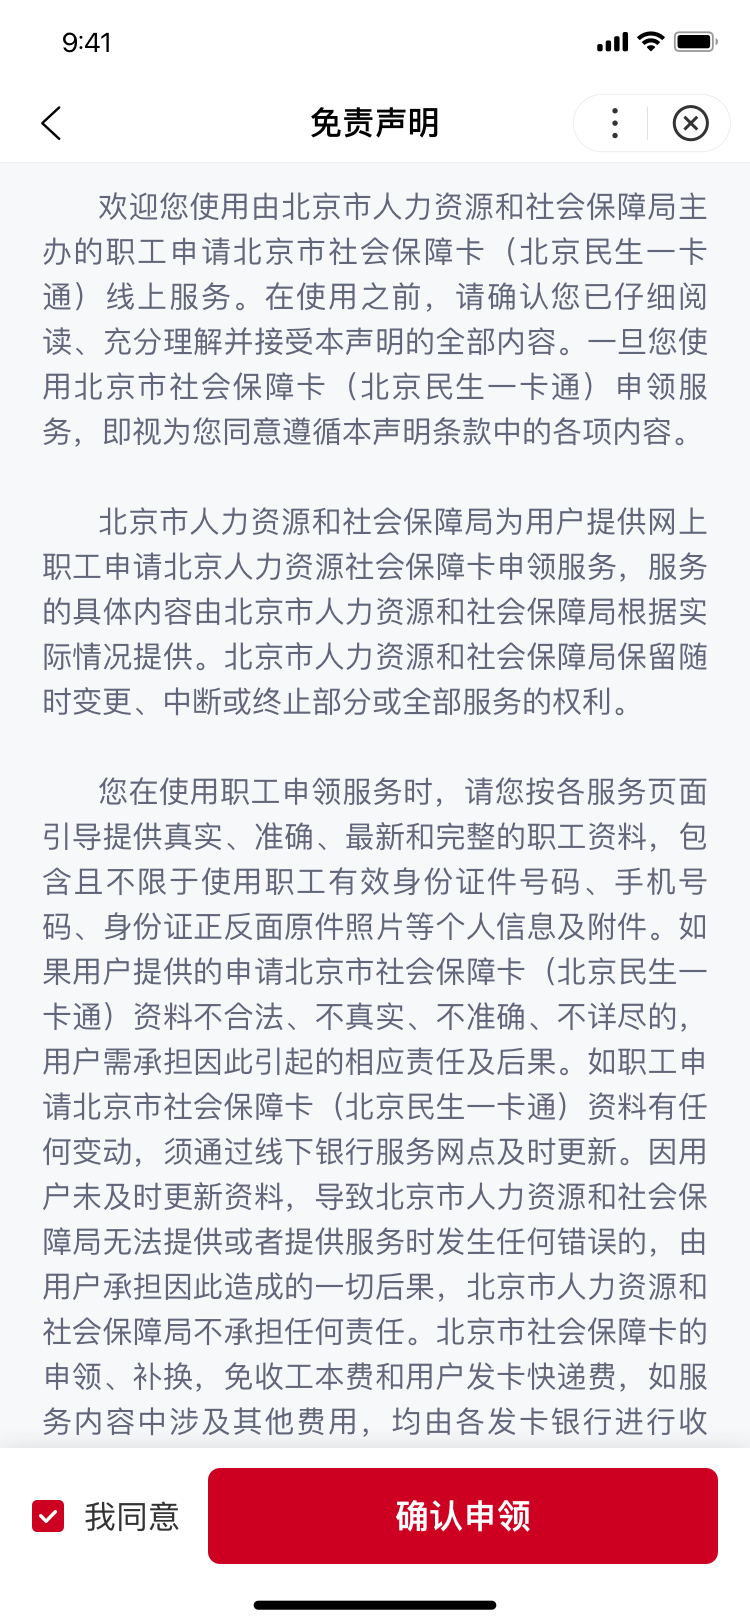 9:41
免责声明
欢迎您使用由北京市人力资源和社会保障局主
办的职工申请北京市社会保障卡（北京民生一卡
通）线上服务。在使用之前，请确认您已仔细阅
读、充分理解并接受本声明的全部内容。一旦您使
用北京市社会保障卡（北京民生一卡通）申领服
务，即视为您同意遵循本声明条款中的各项内容。
北京市人力资源和社会保障局为用户提供网上
职工申请北京人力资源社会保障卡申领服务，服务
的具体内容由北京市人力资源和社会保障局根据实
际情况提供。北京市人力资源和社会保障局保留随
时变更、中断或终止部分或全部服务的权利。
您在使用职工申领服务时，请您按各服务页面
引导提供真实、准确、最新和完整的职工资料，包
含且不限于使用职工有效身份证件号码、手机号
码、身份证正反面原件照片等个人信息及附件。如
果用户提供的申请北京市社会保障卡（北京民生一
卡通）资料不合法、不真实、不准确、不详尽的，
用户需承担因此引起的相应责任及后果。如职工申
请北京市社会保障卡（北京民生一卡通）资料有任
何变动，须通过线下银行服务网点及时更新。因用
户未及时更新资料，导致北京市人力资源和社会保
障局无法提供或者提供服务时发生任何错误的，由
用户承担因此造成的一切后果，北京市人力资源和
社会保障局不承担任何责任。北京市社会保障卡的
申领、补换，免收工本费和用户发卡快递费，如服
务内容中涉及其他费用，均由各发卡银行进行收
我同意
确认申领